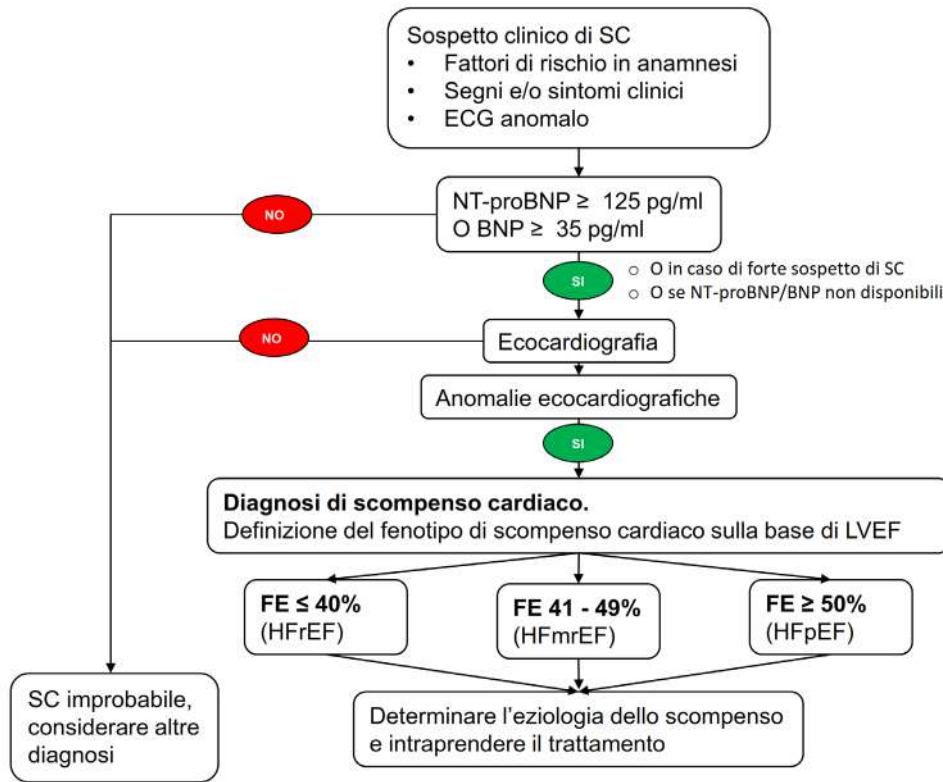 Sospetto clinico di SC
• Fattori di rischio in anamnesi
• Segni e/o sintomi clinici
• ECG anomalo
NO
NT-proBNP ≥ 125 pg/ml
O BNP ≥ 35 pg/ml
SI
○ O in caso di forte sospetto di SC
○ O se NT-proBNP/BNP non disponibili
NO
Ecocardiografia
Anomalie ecocardiografiche
SI
Diagnosi di scompenso cardiaco.
Definizione del fenotipo di scompenso cardiaco sulla base di LVEF
FE ≤ 40%
(HFrEF)
FE 41 - 49%
(HFmrEF)
FE ≥ 50%
(HFpEF)
SC improbabile,
considerare altre
diagnosi
Determinare l'eziologia dello scompenso
e intraprendere il trattamento